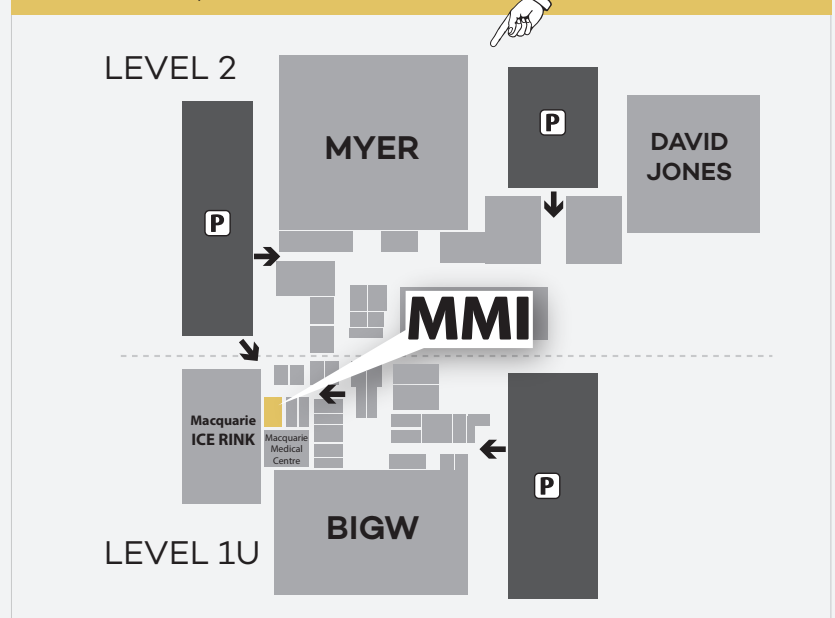 LEVEL 2
MYER
P
DAVID
JONES
P
MMI
Macquarie
ICE RINK
Macquarie
Medical
Centre
P
BIGW
LEVEL 1U